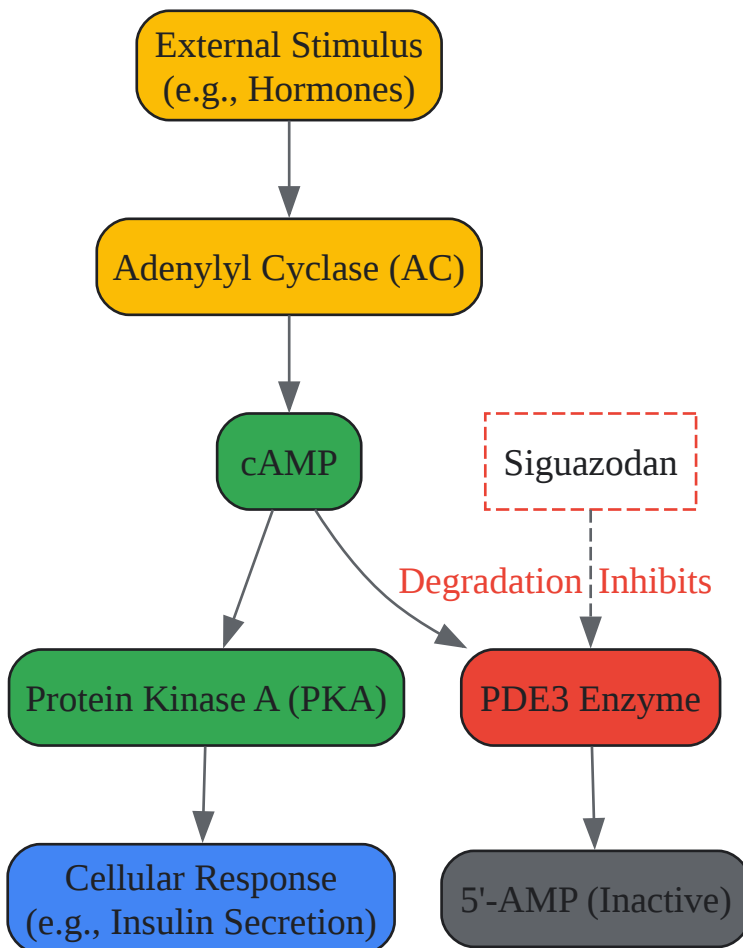 External Stimulus
(e.g., Hormones)
Adenylyl Cyclase (AC)
cAMP
Siguazodan
Degradation
Inhibits
Protein Kinase A (PKA)
PDE3 Enzyme
Cellular Response
(e.g., Insulin Secretion)
5'-AMP (Inactive)